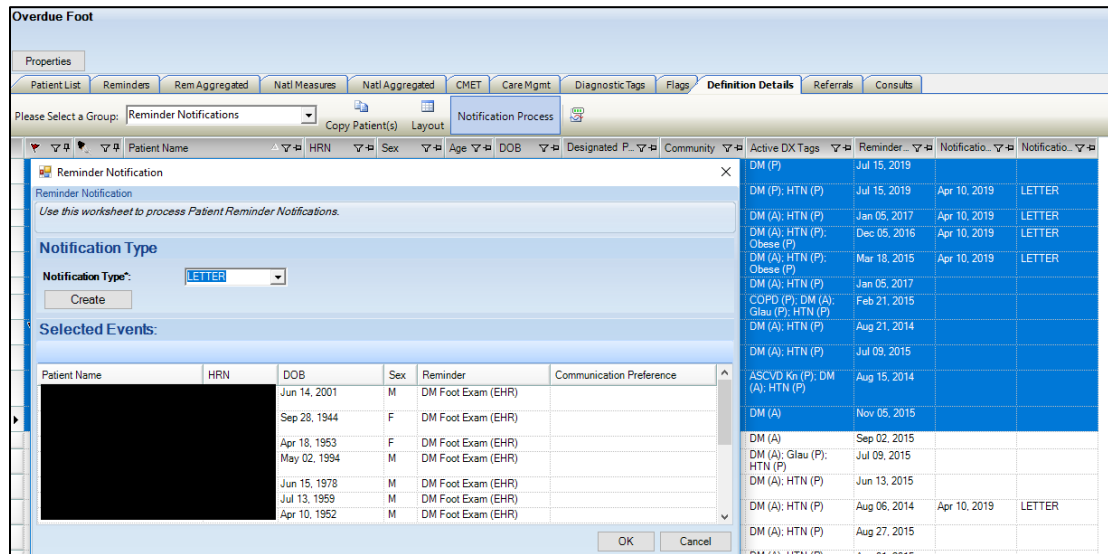 Overdue Foot
Properties
Patient List Reminders Rem Aggregated Natl Measures Natl Aggregated CMET Care Mgmt Diagnostic Tags Flags Definition Details Referrals Consults
Please Select a Group: Reminder Notifications Copy Patient(s) Layout Notification Process
Patient Name HRN Sex Age DOB Designated P... Community Active DX Tags Reminder... Notificatio... Notificatio...
Reminder Notification
Reminder Notification
Use this worksheet to process Patient Reminder Notifications.
Notification Type
Notification Type*: LETTER
Create
Selected Events:
Patient Name HRN DOB Sex Reminder Communication Preference
Jun 14, 2001 M DM Foot Exam (EHR)
Sep 28, 1944 F DM Foot Exam (EHR)
Apr 18, 1953 F DM Foot Exam (EHR)
May 02, 1994 M DM Foot Exam (EHR)
Jun 15, 1978 M DM Foot Exam (EHR)
Jul 13, 1959 M DM Foot Exam (EHR)
Apr 10, 1952 M DM Foot Exam (EHR)
OK Cancel
DM (P) Jul 15, 2019
DM (P); HTN (P) Jul 15, 2019 Apr 10, 2019 LETTER
DM (A); HTN (P) Jan 05, 2017 Apr 10, 2019 LETTER
DM (A); HTN (P); Dec 05, 2016 Apr 10, 2019 LETTER
Obese (P)
DM (A); HTN (P); Mar 18, 2015 Apr 10, 2019 LETTER
Obese (P)
DM (A); HTN (P) Jan 05, 2017
COPD (P); DM (A); Feb 21, 2015
Glau (P); HTN (P)
DM (A); HTN (P) Aug 21, 2014
DM (A); HTN (P) Jul 09, 2015
ASCVD Kn (P); DM Aug 15, 2014
(A); HTN (P)
DM (A) Nov 05, 2015
DM (A) Sep 02, 2015
DM (A); Glau (P); Jul 09, 2015
HTN (P)
DM (A); HTN (P) Jun 13, 2015
DM (A); HTN (P) Aug 06, 2014 Apr 10, 2019 LETTER
DM (A); HTN (P) Aug 27, 2015